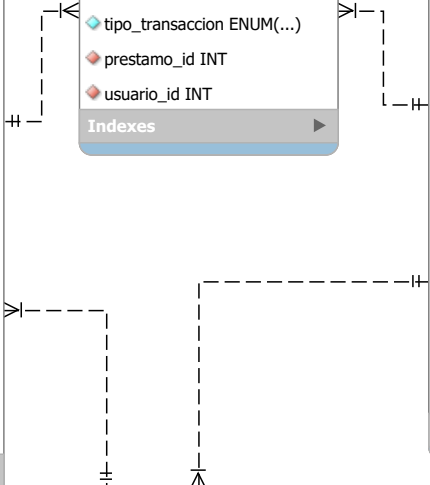 tipo_transaccion ENUM(...)
prestamo_id INT
usuario_id INT
Indexes